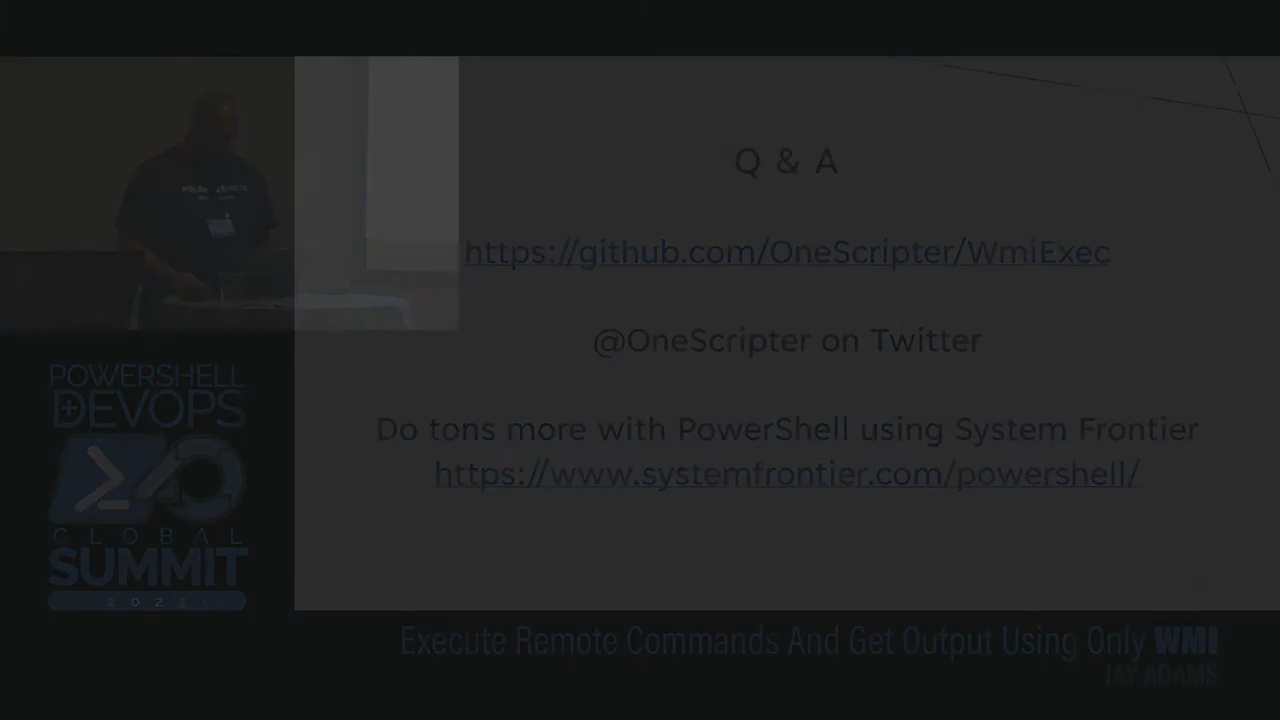 Q & A
https://github.com/OneScripter/WmiExec
@OneScripter on Twitter
Do tons more with PowerShell using System Frontier
https://www.systemfrontier.com/powershell/
POWERSHELL
DEVOPS
GLOBAL
SUMMIT
2022
Execute Remote Commands And Get Output Using Only WMI
JAY ADAMS